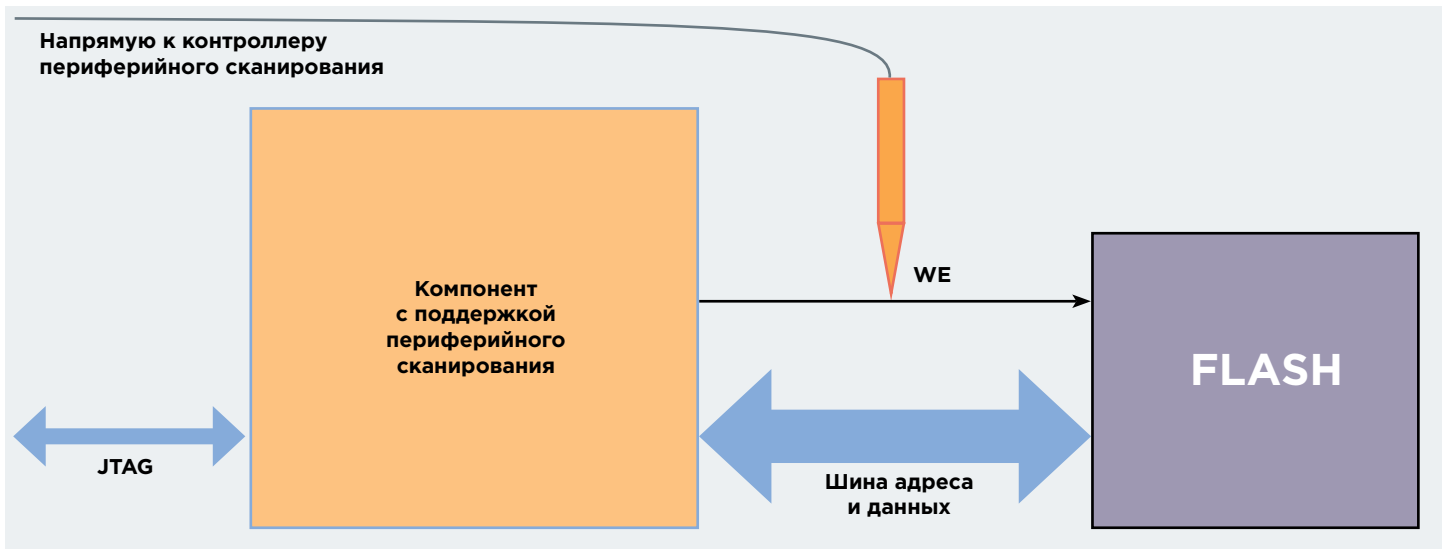 Напрямую к контроллеру
периферийного сканирования
WE
Компонент
с поддержкой
периферийного
сканирования
FLASH
JTAG
Шина адреса
и данных